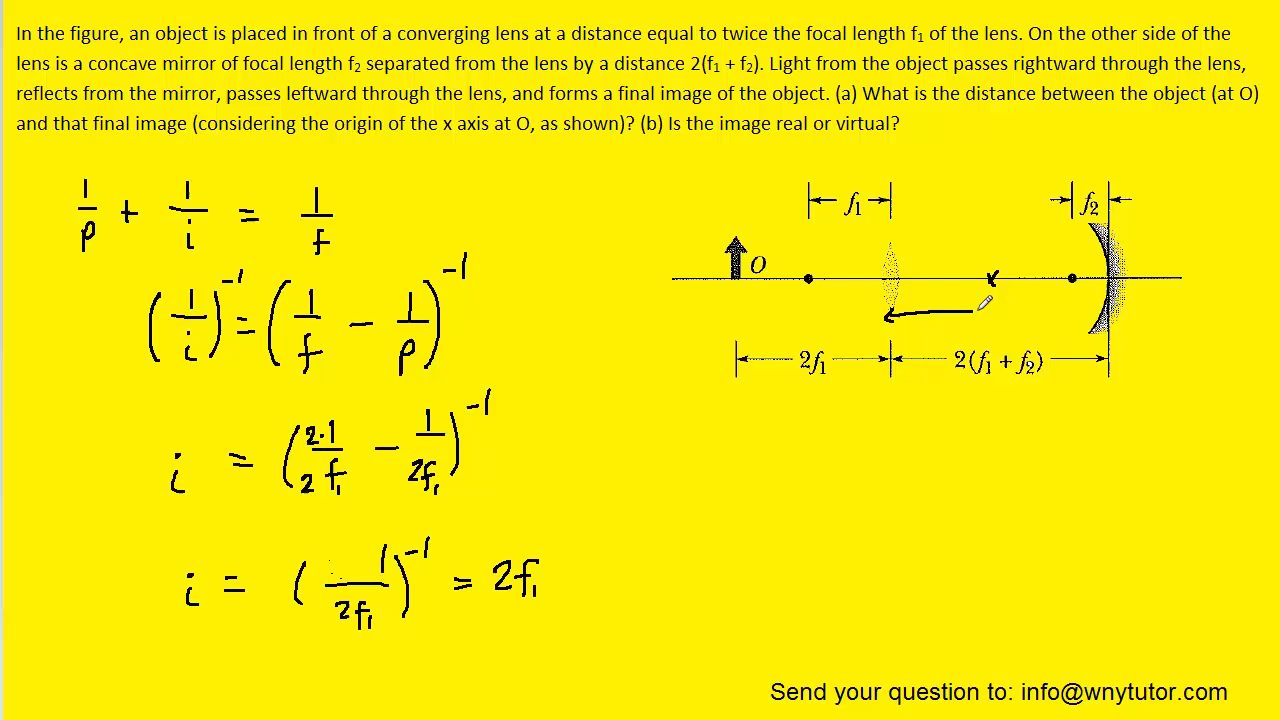 In the figure, an object is placed in front of a converging lens at a distance equal to twice the focal length f₁ of the lens. On the other side of the
lens is a concave mirror of focal length f₂ separated from the lens by a distance 2(f₁ + f₂). Light from the object passes rightward through the lens,
reflects from the mirror, passes leftward through the lens, and forms a final image of the object. (a) What is the distance between the object (at O)
and that final image (considering the origin of the x axis at O, as shown)? (b) Is the image real or virtual?
1/p + 1/i = 1/f
(1/i)⁻¹ = (1/f − 1/p)⁻¹
i = (2·1/2f₁ − 1/2f₁)⁻¹
i = (1/2f₁)⁻¹ = 2f₁
f₁ f₂
O x
2f₁ 2(f₁ + f₂)
Send your question to: info@wnytutor.com